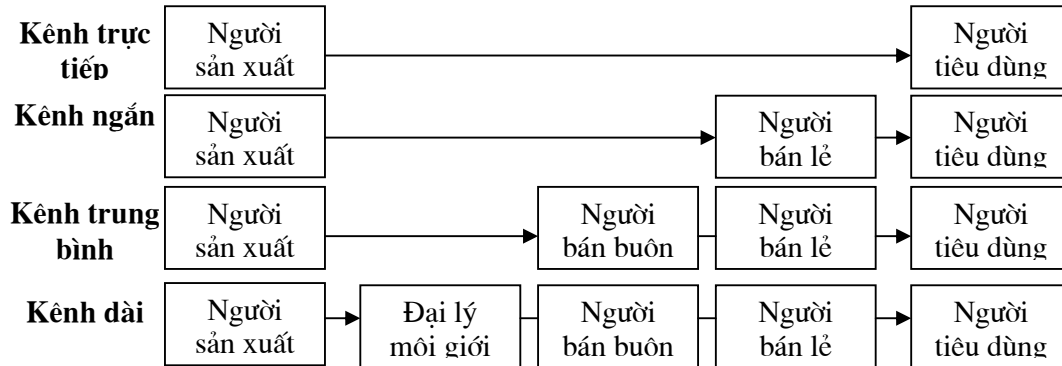 Kênh trực
tiếp
Người
sản xuất
Người
tiêu dùng
Kênh ngắn
Người
sản xuất
Người
bán lẻ
Người
tiêu dùng
Kênh trung
bình
Người
sản xuất
Người
bán buôn
Người
bán lẻ
Người
tiêu dùng
Kênh dài
Người
sản xuất
Đại lý
môi giới
Người
bán buôn
Người
bán lẻ
Người
tiêu dùng